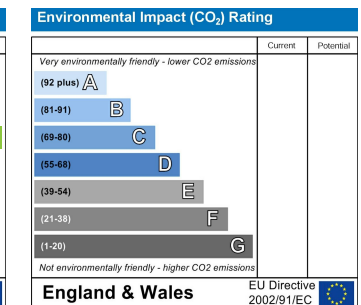 Environmental Impact (CO₂) Rating
Current Potential
Very environmentally friendly - lower CO2 emissions
(92 plus) A
(81-91) B
(69-80) C
(55-68) D
(39-54) E
(21-38) F
(1-20) G
Not environmentally friendly - higher CO2 emissions
England & Wales
EU Directive
2002/91/EC